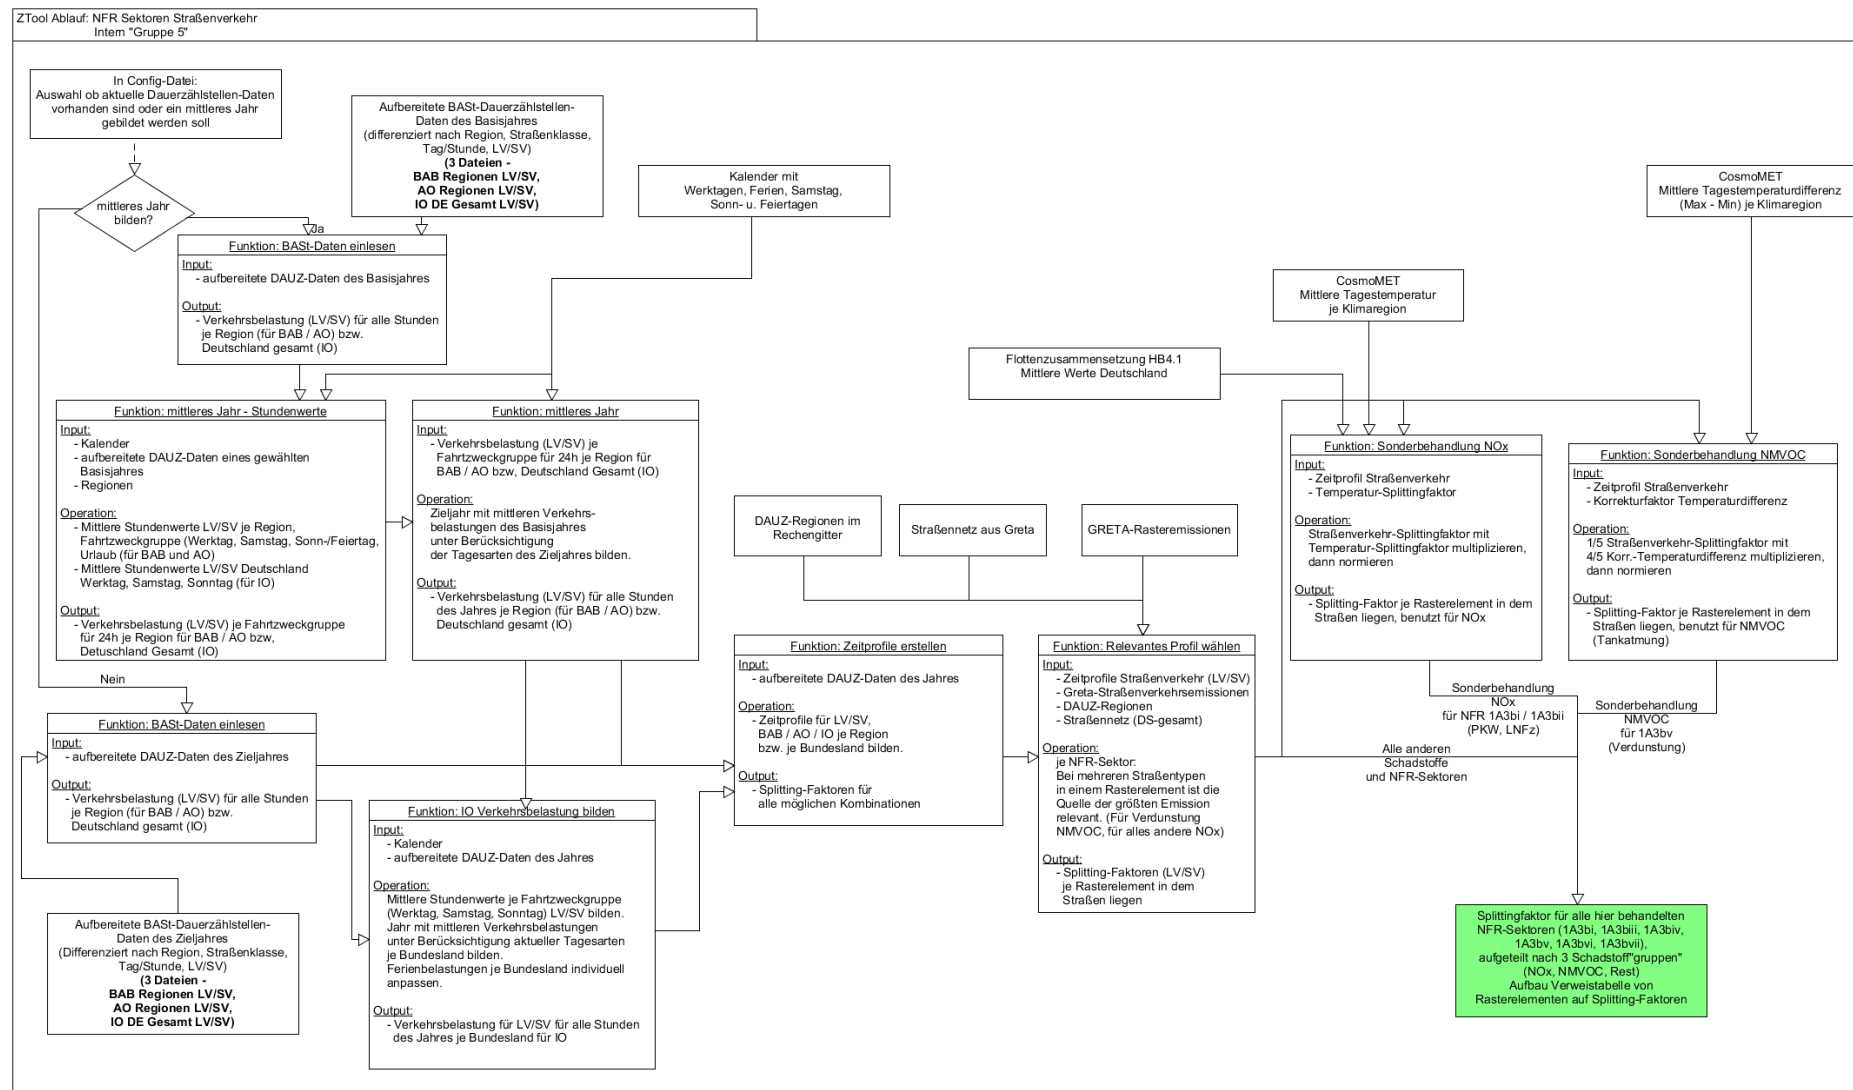 ZTool Ablauf: NFR Sektoren Straßenverkehr
Intern "Gruppe 5"
In Config-Datei:
Auswahl ob aktuelle Dauerzählstellen-Daten
vorhanden sind oder ein mittleres Jahr
gebildet werden soll
mittleres Jahr
bilden?
Ja
Nein
Aufbereitete BASt-Dauerzählstellen-
Daten des Basisjahres
(differenziert nach Region, Straßenklasse,
Tag/Stunde, LV/SV)
(3 Dateien -
BAB Regionen LV/SV,
AO Regionen LV/SV,
IO DE Gesamt LV/SV)
Kalender mit
Werktagen, Ferien, Samstag,
Sonn- u. Feiertagen
CosmoMET
Mittlere Tagestemperaturdifferenz
(Max - Min) je Klimaregion
Funktion: BASt-Daten einlesen
Input:
- aufbereitete DAUZ-Daten des Basisjahres
Output:
- Verkehrsbelastung (LV/SV) für alle Stunden
je Region (für BAB / AO) bzw.
Deutschland gesamt (IO)
CosmoMET
Mittlere Tagestemperatur
je Klimaregion
Flottenzusammensetzung HB4.1
Mittlere Werte Deutschland
Funktion: mittleres Jahr - Stundenwerte
Input:
- Kalender
- aufbereitete DAUZ-Daten eines gewählten
Basisjahres
- Regionen
Operation:
- Mittlere Stundenwerte LV/SV je Region,
Fahrtzweckgruppe (Werktag, Samstag, Sonn-/Feiertag,
Urlaub (für BAB und AO)
- Mittlere Stundenwerte LV/SV Deutschland
Werktag, Samstag, Sonntag (für IO)
Output:
- Verkehrsbelastung (LV/SV) je Fahrtzweckgruppe
für 24h je Region für BAB / AO bzw,
Detuschland Gesamt (IO)
Funktion: mittleres Jahr
Input:
- Verkehrsbelastung (LV/SV) je
Fahrtzweckgruppe für 24h je Region für
BAB / AO bzw, Deutschland Gesamt (IO)
Operation:
Zieljahr mit mittleren Verkehrs-
belastungen des Basisjahres
unter Berücksichtigung
der Tagesarten des Zieljahres bilden.
Output:
- Verkehrsbelastung (LV/SV) für alle Stunden
des Jahres je Region (für BAB / AO) bzw.
Deutschland gesamt (IO)
DAUZ-Regionen im
Rechengitter
Straßennetz aus Greta
GRETA-Rasteremissionen
Funktion: Sonderbehandlung NOx
Input:
- Zeitprofil Straßenverkehr
- Temperatur-Splittingfaktor
Operation:
Straßenverkehr-Splittingfaktor mit
Temperatur-Splittingfaktor multiplizieren,
dann normieren
Output:
- Splitting-Faktor je Rasterelement in dem
Straßen liegen, benutzt für NOx
Funktion: Sonderbehandlung NMVOC
Input:
- Zeitprofil Straßenverkehr
- Korrekturfaktor Temperaturdifferenz
Operation:
1/5 Straßenverkehr-Splittingfaktor mit
4/5 Korr.-Temperaturdifferenz multiplizieren,
dann normieren
Output:
- Splitting-Faktor je Rasterelement in dem
Straßen liegen, benutzt für NMVOC
(Tankatmung)
Funktion: BASt-Daten einlesen
Input:
- aufbereitete DAUZ-Daten des Zieljahres
Output:
- Verkehrsbelastung (LV/SV) für alle Stunden
je Region (für BAB / AO) bzw.
Deutschland gesamt (IO)
Aufbereitete BASt-Dauerzählstellen-
Daten des Zieljahres
(Differenziert nach Region, Straßenklasse,
Tag/Stunde, LV/SV)
(3 Dateien -
BAB Regionen LV/SV,
AO Regionen LV/SV,
IO DE Gesamt LV/SV)
Funktion: IO Verkehrsbelastung bilden
Input:
- Kalender
- aufbereitete DAUZ-Daten des Jahres
Operation:
Mittlere Stundenwerte je Fahrtzweckgruppe
(Werktag, Samstag, Sonntag) LV/SV bilden.
Jahr mit mittleren Verkehrsbelastungen
unter Berücksichtigung aktueller Tagesarten
je Bundesland bilden.
Ferienbelastungen je Bundesland individuell
anpassen.
Output:
- Verkehrsbelastung für LV/SV für alle Stunden
des Jahres je Bundesland für IO
Funktion: Zeitprofile erstellen
Input:
- aufbereitete DAUZ-Daten des Jahres
Operation:
- Zeitprofile für LV/SV,
BAB / AO / IO je Region
bzw. je Bundesland bilden.
Output:
- Splitting-Faktoren für
alle möglichen Kombinationen
Funktion: Relevantes Profil wählen
Input:
- Zeitprofile Straßenverkehr (LV/SV)
- Greta-Straßenverkehrsemissionen
- DAUZ-Regionen
- Straßennetz (DS-gesamt)
Operation:
je NFR-Sektor:
Bei mehreren Straßentypen
in einem Rasterelement ist die
Quelle der größten Emission
relevant. (Für Verdunstung
NMVOC, für alles andere NOx)
Output:
- Splitting-Faktoren (LV/SV)
je Rasterelement in dem
Straßen liegen
Sonderbehandlung
NOx
für NFR 1A3bi / 1A3bii
(PKW, LNFz)
Sonderbehandlung
NMVOC
für 1A3bv
(Verdunstung)
Alle anderen
Schadstoffe
und NFR-Sektoren
Splittingfaktor für alle hier behandelten
NFR-Sektoren (1A3bi, 1A3biii, 1A3biv,
1A3bv, 1A3bvi, 1A3bvii),
aufgeteilt nach 3 Schadstoff"gruppen"
(NOx, NMVOC, Rest)
Aufbau Verweistabelle von
Rasterelementen auf Splitting-Faktoren